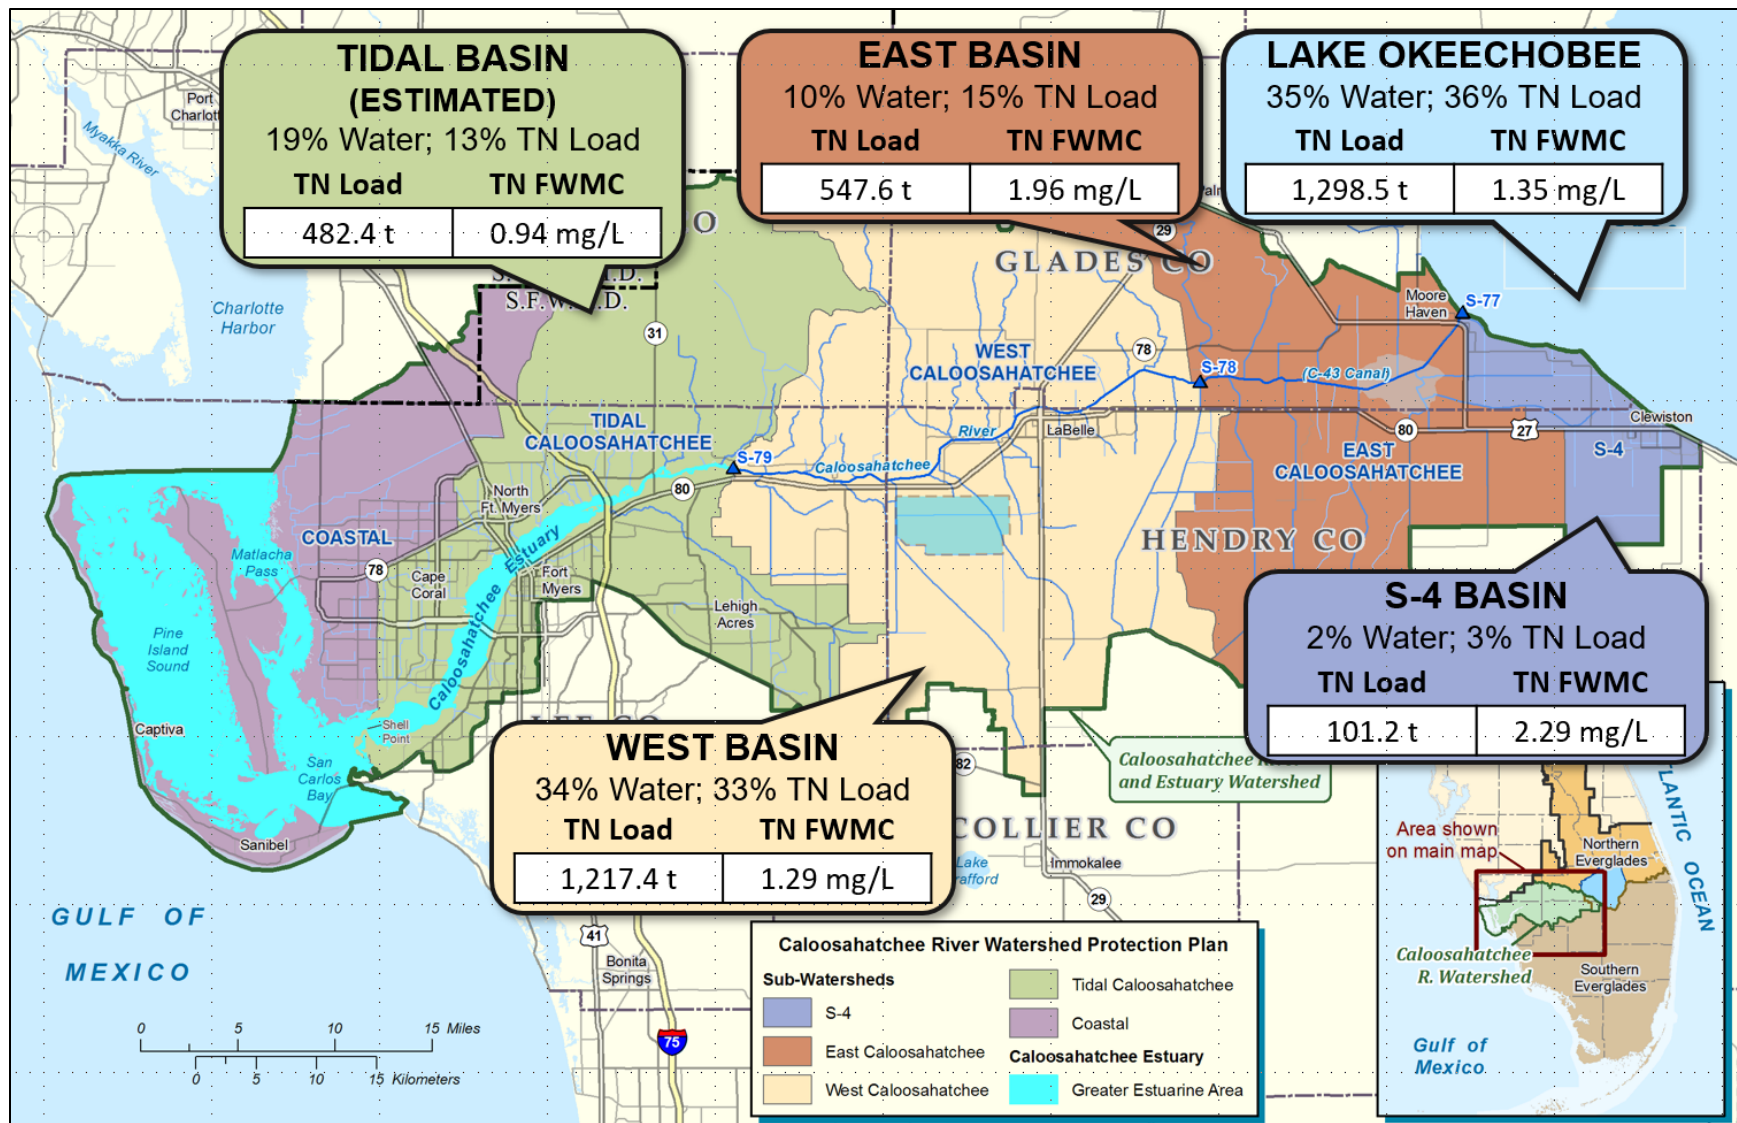 TIDAL BASIN
(ESTIMATED)
19% Water; 13% TN Load
TN Load TN FWMC
482.4 t 0.94 mg/L
EAST BASIN
10% Water; 15% TN Load
TN Load TN FWMC
547.6 t 1.96 mg/L
LAKE OKEECHOBEE
35% Water; 36% TN Load
TN Load TN FWMC
1,298.5 t 1.35 mg/L
Port
Charlott
Myakka River
Charlotte
Harbor
O
S.F.W.M.D.
GLADES CO
29
31
78
Moore
Haven
S-77
S-78
(C-43 Canal)
WEST
CALOOSAHATCHEE
TIDAL
CALOOSAHATCHEE
S-79
River
Caloosahatchee
LaBelle
80
27
Clewiston
S-4
EAST
CALOOSAHATCHEE
80
North
Ft. Myers
COASTAL
78
Matlacha
Pass
Cape
Coral
Fort
Myers
Caloosahatchee Estuary
Lehigh
Acres
HENDRY CO
Pine
Island
Sound
Captiva
Shell
Point
San
Carlos
Bay
Sanibel
LEE CO
S-4 BASIN
2% Water; 3% TN Load
TN Load TN FWMC
101.2 t 2.29 mg/L
WEST BASIN
34% Water; 33% TN Load
TN Load TN FWMC
1,217.4 t 1.29 mg/L
82
Caloosahatchee
and Estuary Watershed
COLLIER CO
Lake
rafford
Immokalee
29
GULF OF
MEXICO
41
Bonita
Springs
75
0 5 10 15 Miles
0 5 10 15 Kilometers
Caloosahatchee River Watershed Protection Plan
Sub-Watersheds
S-4
East Caloosahatchee
West Caloosahatchee
Tidal Caloosahatchee
Coastal
Caloosahatchee Estuary
Greater Estuarine Area
Area shown
on main map
Northern
Everglades
TLANTIC OCEAN
Caloosahatchee
R. Watershed
Southern
Everglades
Gulf of
Mexico